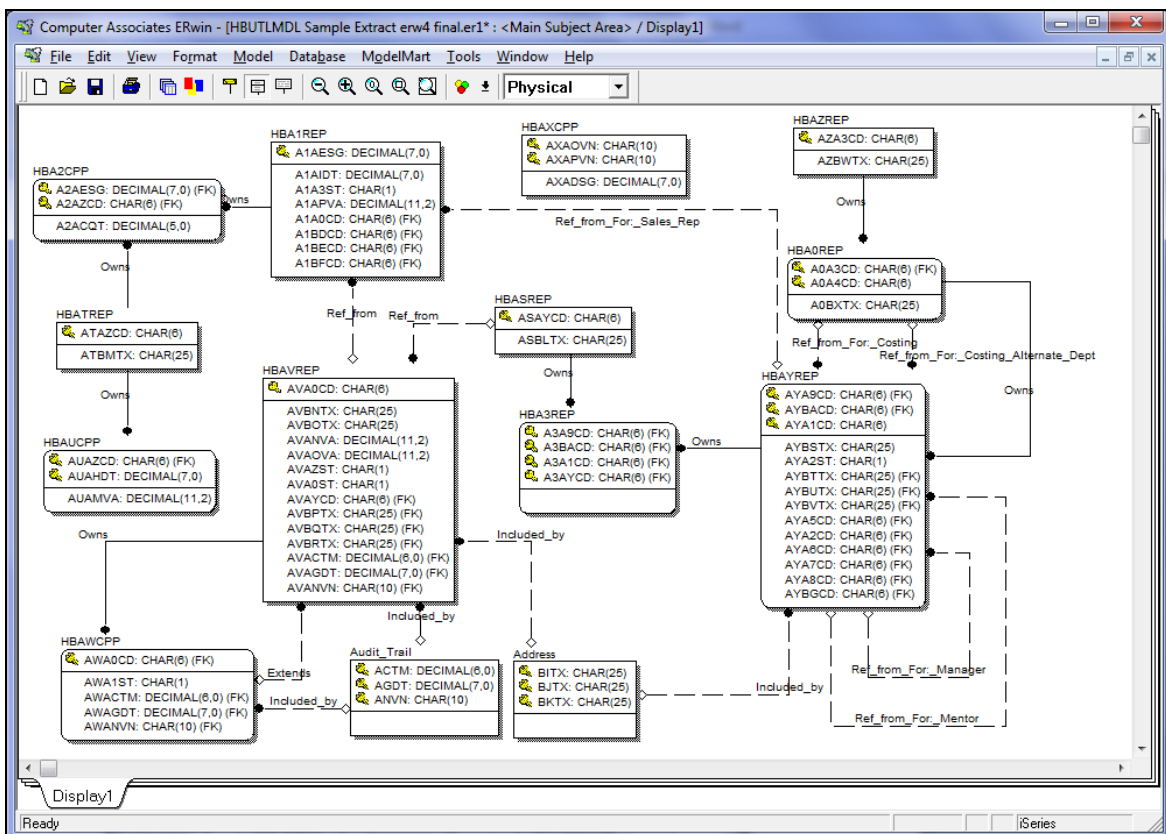 Computer Associates ERwin - [HBUTLMDL Sample Extract erw4 final.er1* : <Main Subject Area> / Display1]
File Edit View Format Model Database ModelMart Tools Window Help
Physical
HBA2CPP
A2AESG: DECIMAL(7,0) (FK)
A2AZCD: CHAR(6) (FK)
A2ACQT: DECIMAL(5,0)
Owns
HBA1REP
A1AESG: DECIMAL(7,0)
A1AIDT: DECIMAL(7,0)
A1A3ST: CHAR(1)
A1APVA: DECIMAL(11,2)
A1A0CD: CHAR(6) (FK)
A1BDCD: CHAR(6) (FK)
A1BECD: CHAR(6) (FK)
A1BFCD: CHAR(6) (FK)
HBAXCPP
AXAOVN: CHAR(10)
AXAPVN: CHAR(10)
AXADSG: DECIMAL(7,0)
HBAZREP
AZA3CD: CHAR(6)
AZBWTX: CHAR(25)
Ref_from_For:_Sales_Rep
Owns
HBA0REP
A0A3CD: CHAR(6) (FK)
A0A4CD: CHAR(6)
A0BXTX: CHAR(25)
Owns
HBATREP
ATAZCD: CHAR(6)
ATBMTX: CHAR(25)
Owns
Ref_from
Ref_from
HBASREP
ASAYCD: CHAR(6)
ASBLTX: CHAR(25)
Owns
Ref_from_For:_Costing
Ref_from_For:_Costing_Alternate_Dept
Owns
HBAUCPP
AUAZCD: CHAR(6) (FK)
AUAHDT: DECIMAL(7,0)
AUAMVA: DECIMAL(11,2)
HBAVREP
AVA0CD: CHAR(6)
AVBNTX: CHAR(25)
AVBOTX: CHAR(25)
AVANVA: DECIMAL(11,2)
AVAOVA: DECIMAL(11,2)
AVAZST: CHAR(1)
AVA0ST: CHAR(1)
AVAYCD: CHAR(6) (FK)
AVBPTX: CHAR(25) (FK)
AVBQTX: CHAR(25) (FK)
AVBRTX: CHAR(25) (FK)
AVACTM: DECIMAL(6,0) (FK)
AVAGDT: DECIMAL(7,0) (FK)
AVANVN: CHAR(10) (FK)
HBA3REP
A3A9CD: CHAR(6) (FK)
A3BACD: CHAR(6) (FK)
A3A1CD: CHAR(6) (FK)
A3AYCD: CHAR(6) (FK)
Owns
HBAYREP
AYA9CD: CHAR(6)
AYBACD: CHAR(6)
AYA1CD: CHAR(6)
AYBSTX: CHAR(25)
AYA2ST: CHAR(1)
AYBTTX: CHAR(25) (FK)
AYBUTX: CHAR(25) (FK)
AYBVTX: CHAR(25) (FK)
AYA5CD: CHAR(6) (FK)
AYA2CD: CHAR(6) (FK)
AYA6CD: CHAR(6) (FK)
AYA7CD: CHAR(6) (FK)
AYA8CD: CHAR(6) (FK)
AYBGCD: CHAR(6) (FK)
Owns
Included_by
Included_by
HBAWCPP
AWA0CD: CHAR(6) (FK)
AWA1ST: CHAR(1)
AWACTM: DECIMAL(6,0) (FK)
AWAGDT: DECIMAL(7,0) (FK)
AWANVN: CHAR(10) (FK)
Extends
Included_by
Audit_Trail
ACTM: DECIMAL(6,0)
AGDT: DECIMAL(7,0)
ANVN: CHAR(10)
Address
BITX: CHAR(25)
BJTX: CHAR(25)
BKTX: CHAR(25)
Included_by
Ref_from_For:_Manager
Ref_from_For:_Mentor
Display1
Ready
iSeries